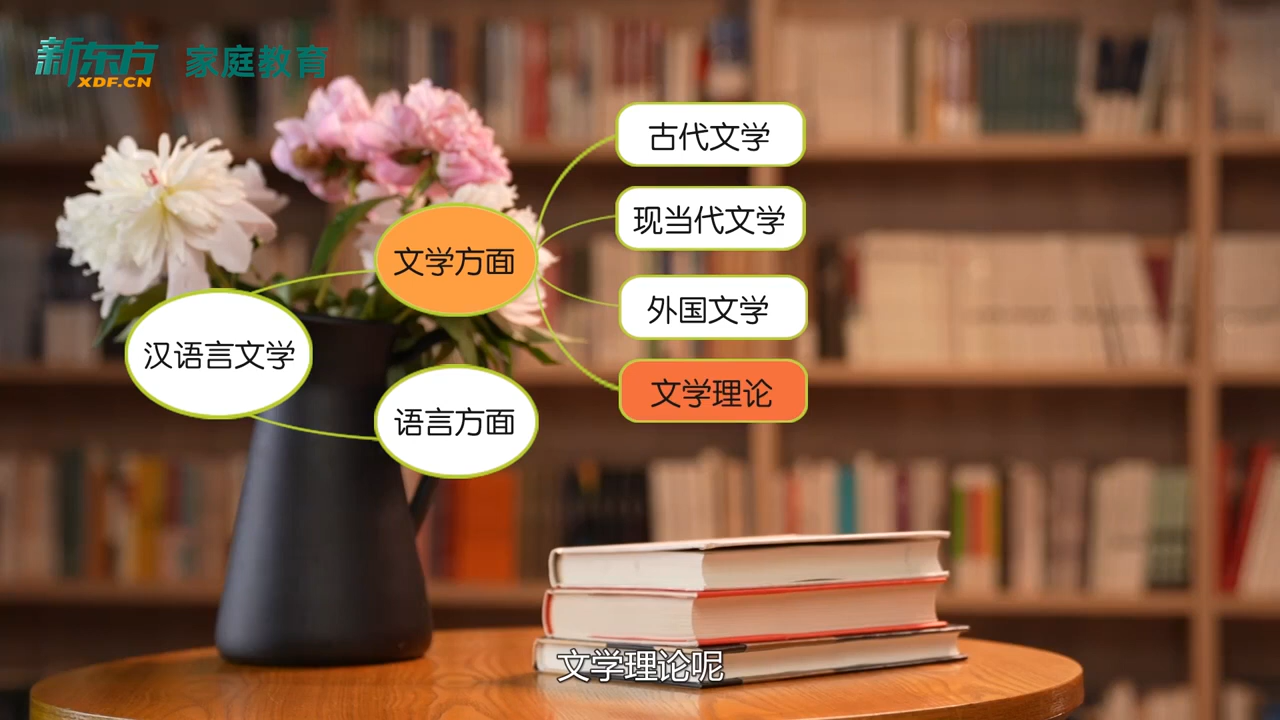 新东方 家庭教育
XDF.CN
古代文学
现当代文学
文学方面
外国文学
汉语言文学
文学理论
语言方面
文学理论呢